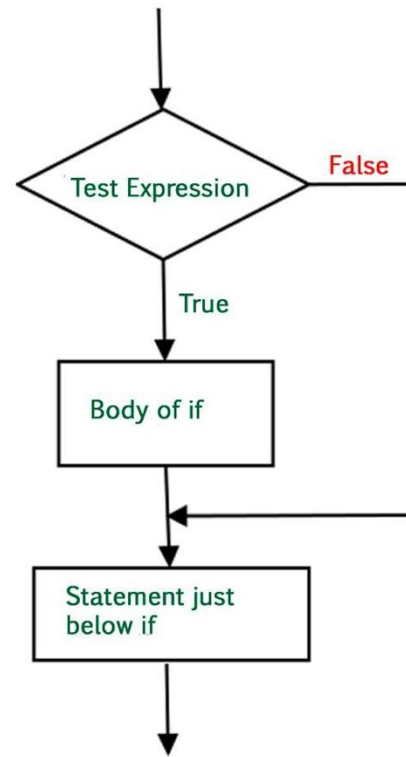 Test Expression
False
True
Body of if
Statement just
below if